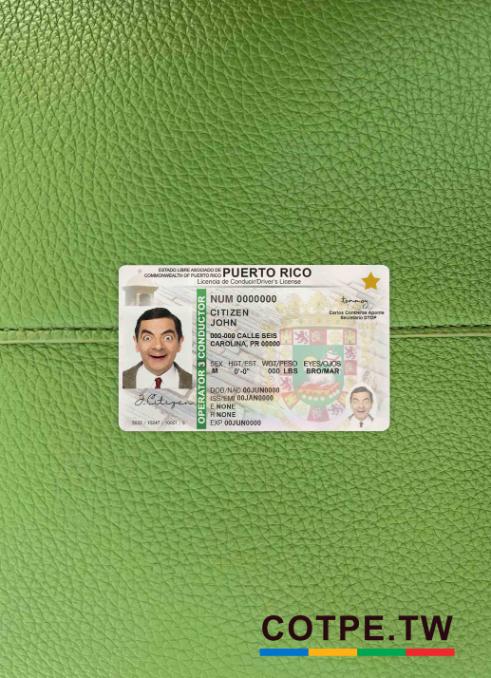 ESTADO LIBRE ASOCIADO DE
COMMONWEALTH OF PUERTO RICO
PUERTO RICO
Licencia de Conducir/Driver's License
NUM 0000000
CITIZEN
JOHN
Carlos Contreras Aponte
Secretario DTOP
000-000 CALLE SEIS
CAROLINA, PR 00000
OPERATOR 3 CONDUCTOR
SEX HGT/EST. WGT/PESO EYES/OJOS
M 0'-0" 000 LBS BRO/MAR
DOB/NAC 00JUN0000
ISS/EMI 00JAN0000
E NONE
R NONE
EXP 00JUN0000
J. Citizen
COTPE.TW